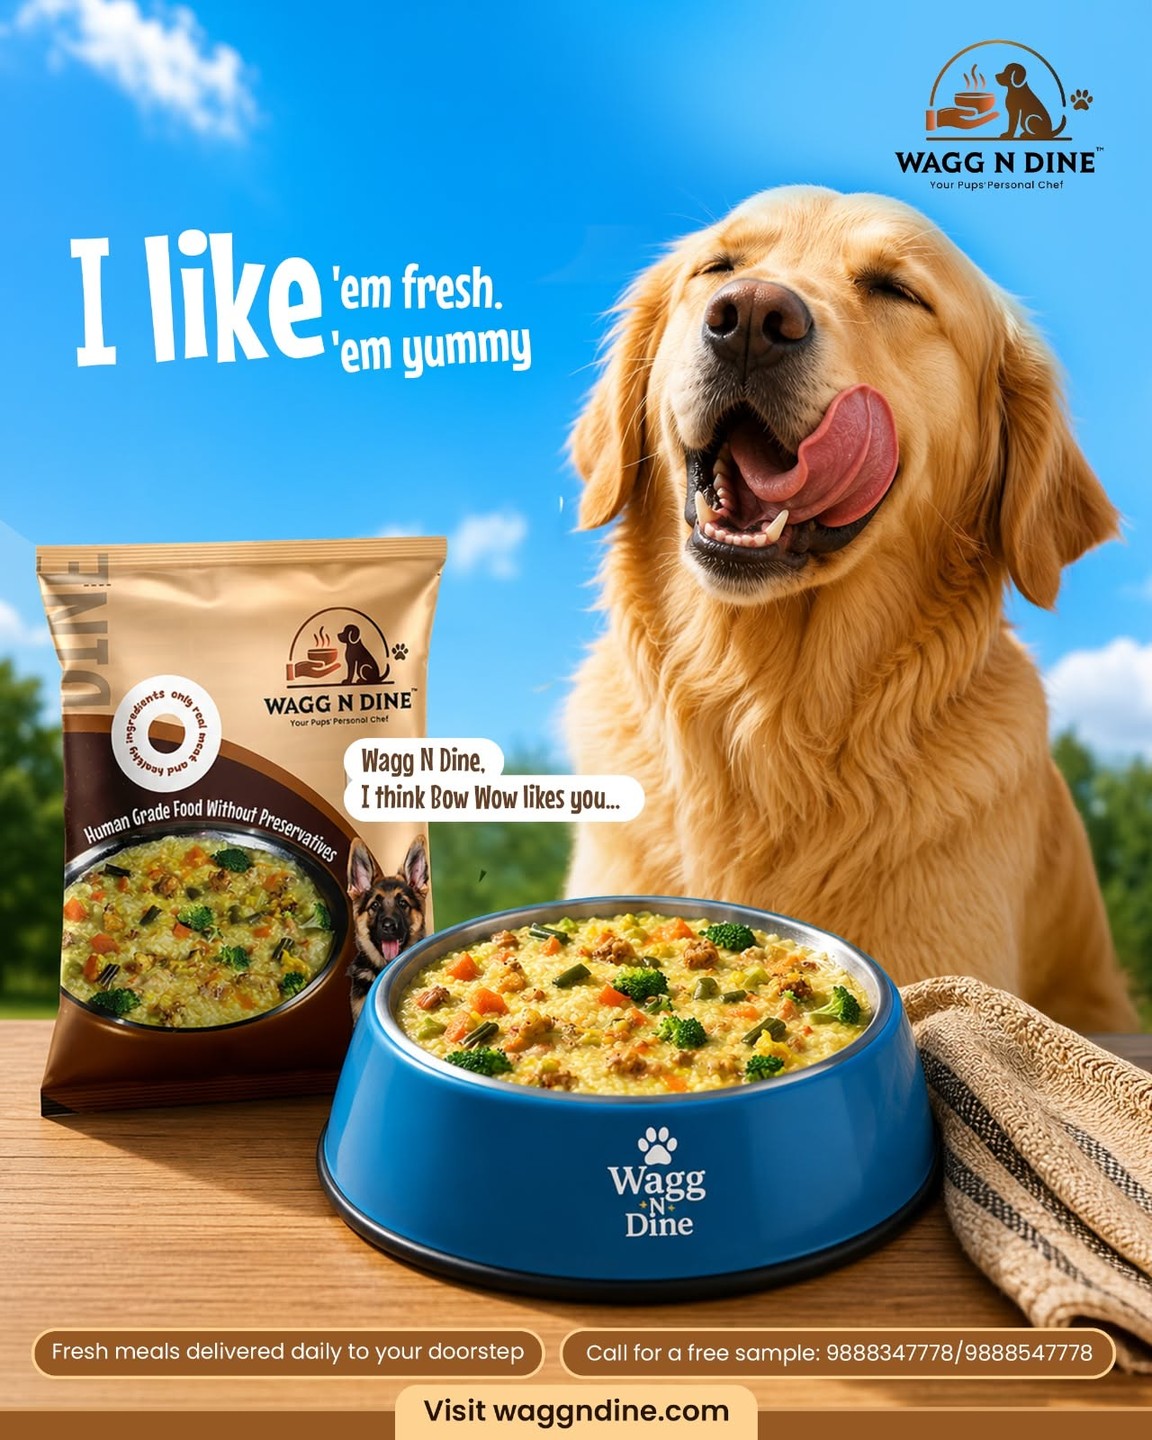 WAGG N DINE™
Your Pups' Personal Chef
I like 'em fresh.
'em yummy
DINE
WAGG N DINE™
Your Pups' Personal Chef
only real meat and healthy ingredients
Human Grade Food Without Preservatives
Wagg N Dine,
I think Bow Wow likes you...
Wagg
N
Dine
Fresh meals delivered daily to your doorstep
Call for a free sample: 9888347778/9888547778
Visit waggndine.com